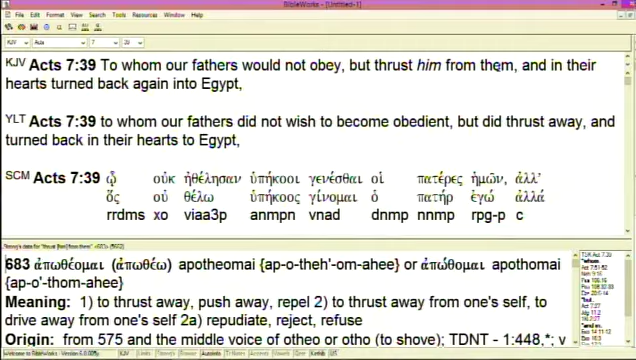 BibleWorks - [Untitled-1]
File Edit Format View Search Tools Resources Window Help
KJV Acts 7 39
KJV Acts 7:39 To whom our fathers would not obey, but thrust him from them, and in their
hearts turned back again into Egypt,
YLT Acts 7:39 to whom our fathers did not wish to become obedient, but did thrust away, and
turned back in their hearts to Egypt,
SCM Acts 7:39 ᾧ οὐκ ἠθέλησαν ὑπήκοοι γενέσθαι οἱ πατέρες ἡμῶν, ἀλλ'
ὅς οὐ θέλω ὑπήκοος γίνομαι ὁ πατήρ ἐγώ ἀλλά
rrdms xo viaa3p anmpn vnad dnmp nnmp rpg-p c
683 ἀπωθέομαι (ἀπωθέω) apotheomai {ap-o-theh'-om-ahee} or ἀπώθομαι apothomai
{ap-o'-thom-ahee}
Meaning: 1) to thrust away, push away, repel 2) to thrust away from one's self, to
drive away from one's self 2a) repudiate, reject, refuse
Origin: from 575 and the middle voice of otheo or otho (to shove); TDNT - 1:448,*; v